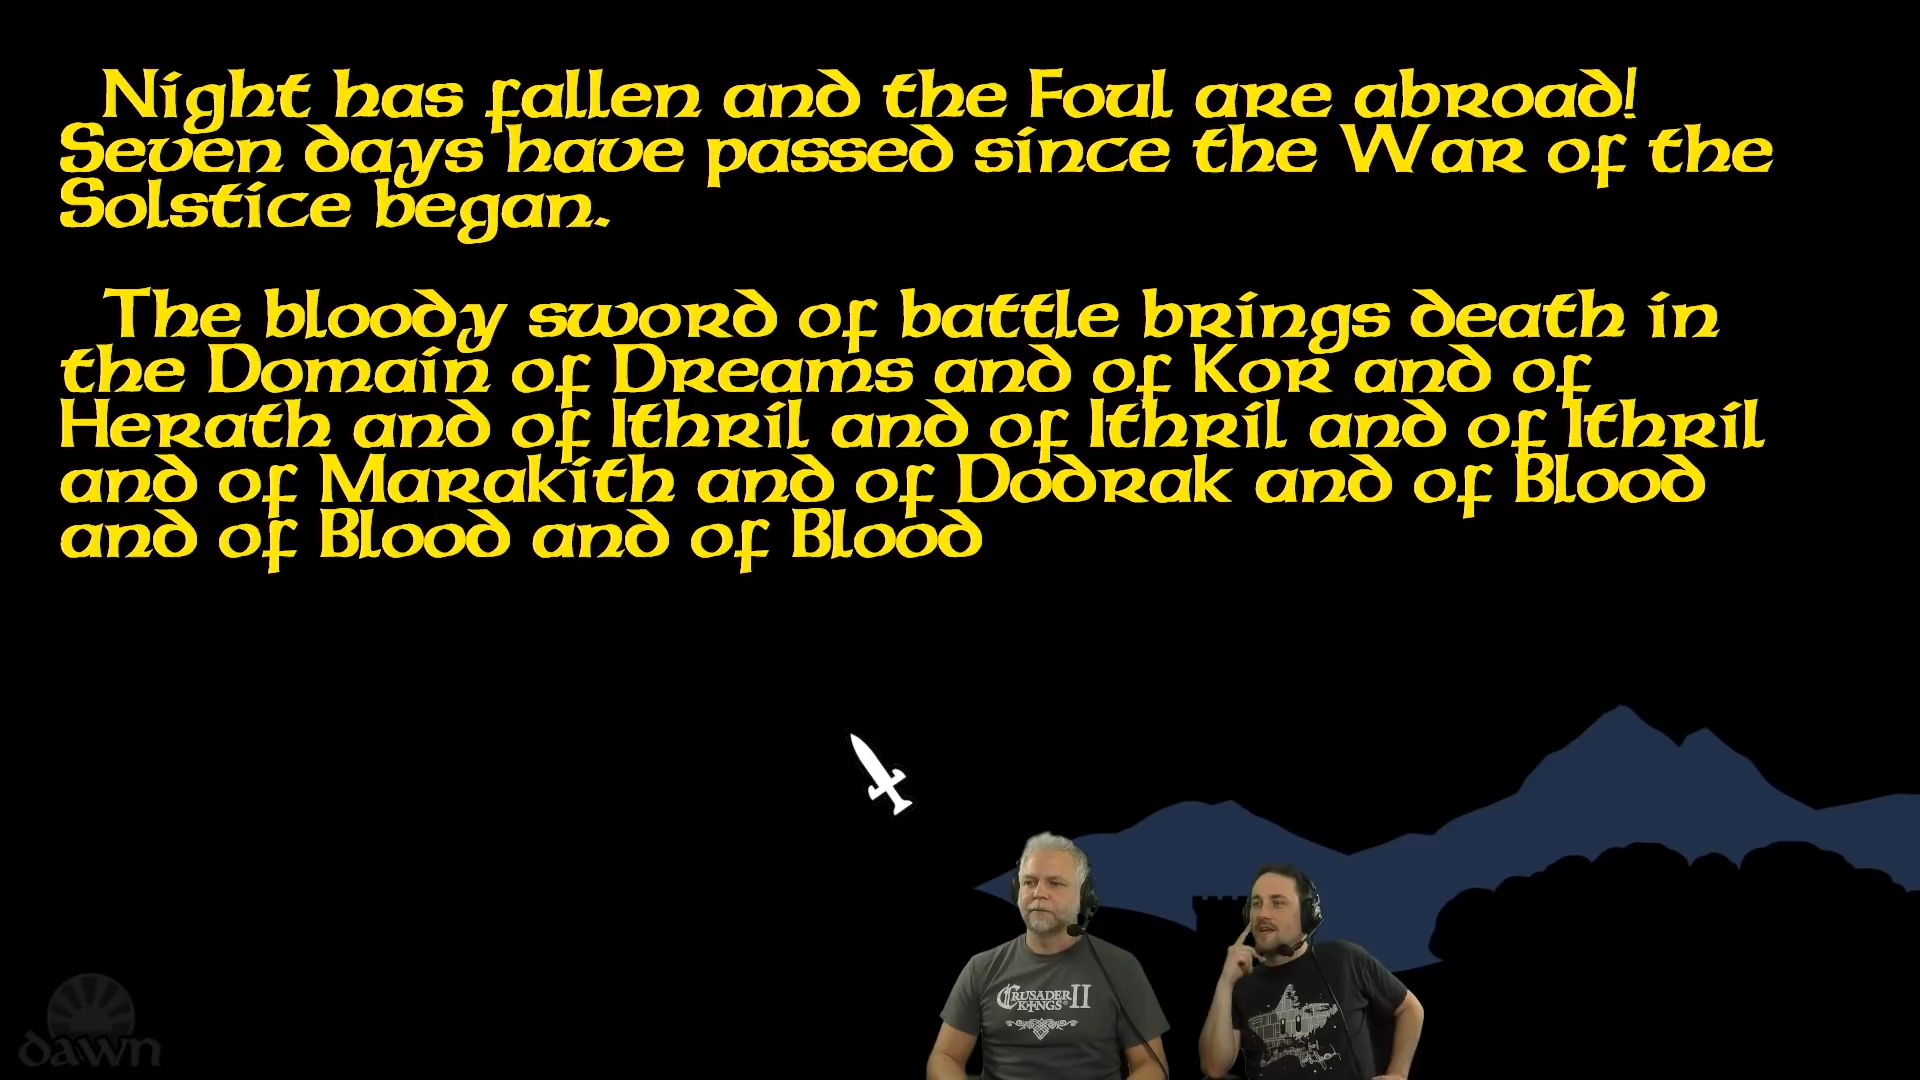 Night has fallen and the Foul are abroad!
Seven days have passed since the War of the
Solstice began.
The bloody sword of battle brings death in
the Domain of Dreams and of Kor and of
Herath and of Ithril and of Ithril and of Ithril
and of Marakith and of Dodrak and of Blood
and of Blood and of Blood
CRUSADER
KINGS II
dawn